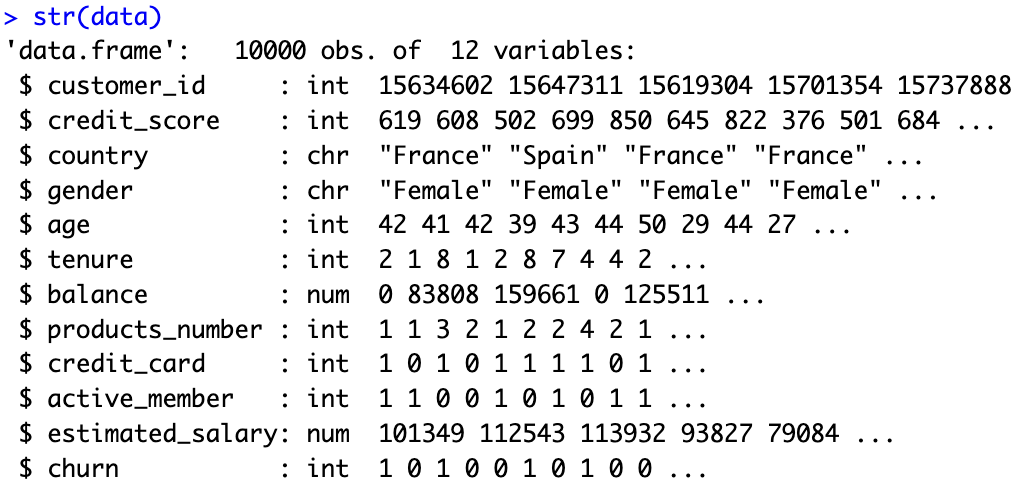 > str(data)
'data.frame':   10000 obs. of  12 variables:
 $ customer_id     : int  15634602 15647311 15619304 15701354 15737888
 $ credit_score    : int  619 608 502 699 850 645 822 376 501 684 ...
 $ country         : chr  "France" "Spain" "France" "France" ...
 $ gender          : chr  "Female" "Female" "Female" "Female" ...
 $ age             : int  42 41 42 39 43 44 50 29 44 27 ...
 $ tenure          : int  2 1 8 1 2 8 7 4 4 2 ...
 $ balance         : num  0 83808 159661 0 125511 ...
 $ products_number : int  1 1 3 2 1 2 2 4 2 1 ...
 $ credit_card     : int  1 0 1 0 1 1 1 1 0 1 ...
 $ active_member   : int  1 1 0 0 1 0 1 0 1 1 ...
 $ estimated_salary: num  101349 112543 113932 93827 79084 ...
 $ churn           : int  1 0 1 0 0 1 0 1 0 0 ...